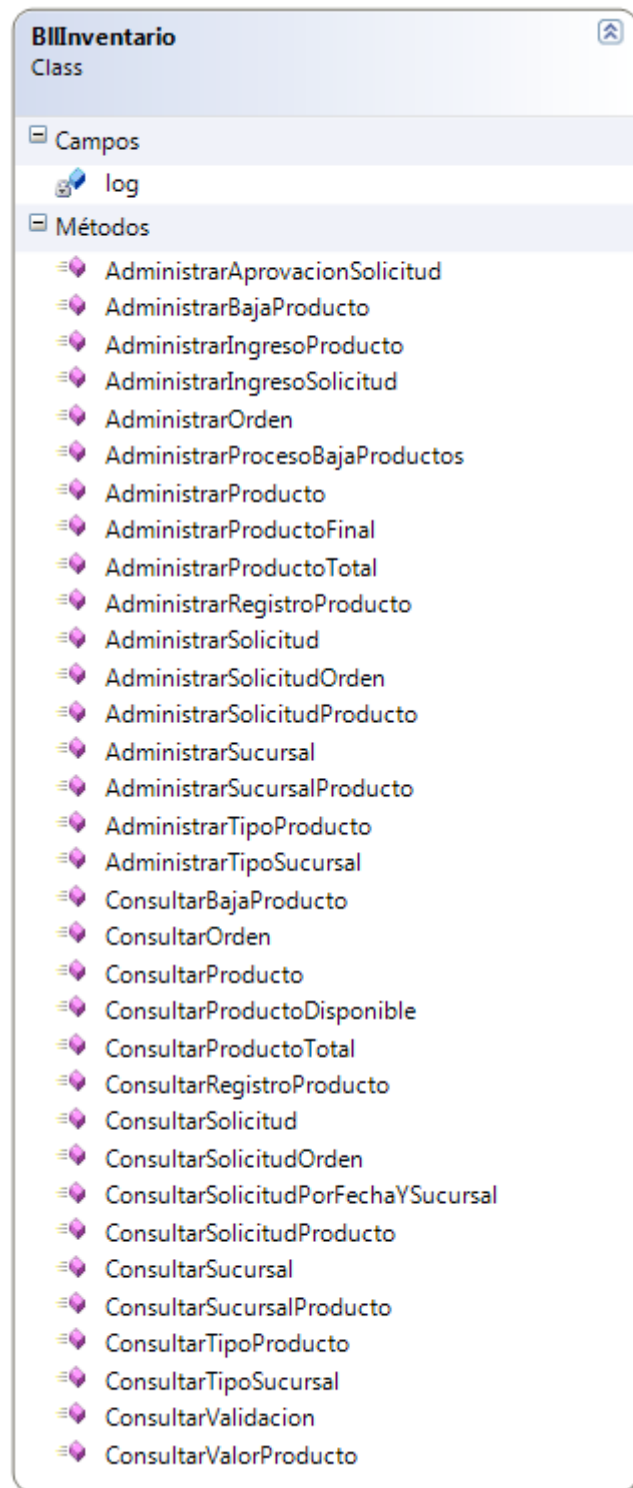 BllInventario
Class
Campos
log
Métodos
AdministrarAprovacionSolicitud
AdministrarBajaProducto
AdministrarIngresoProducto
AdministrarIngresoSolicitud
AdministrarOrden
AdministrarProcesoBajaProductos
AdministrarProducto
AdministrarProductoFinal
AdministrarProductoTotal
AdministrarRegistroProducto
AdministrarSolicitud
AdministrarSolicitudOrden
AdministrarSolicitudProducto
AdministrarSucursal
AdministrarSucursalProducto
AdministrarTipoProducto
AdministrarTipoSucursal
ConsultarBajaProducto
ConsultarOrden
ConsultarProducto
ConsultarProductoDisponible
ConsultarProductoTotal
ConsultarRegistroProducto
ConsultarSolicitud
ConsultarSolicitudOrden
ConsultarSolicitudPorFechaYSucursal
ConsultarSolicitudProducto
ConsultarSucursal
ConsultarSucursalProducto
ConsultarTipoProducto
ConsultarTipoSucursal
ConsultarValidacion
ConsultarValorProducto